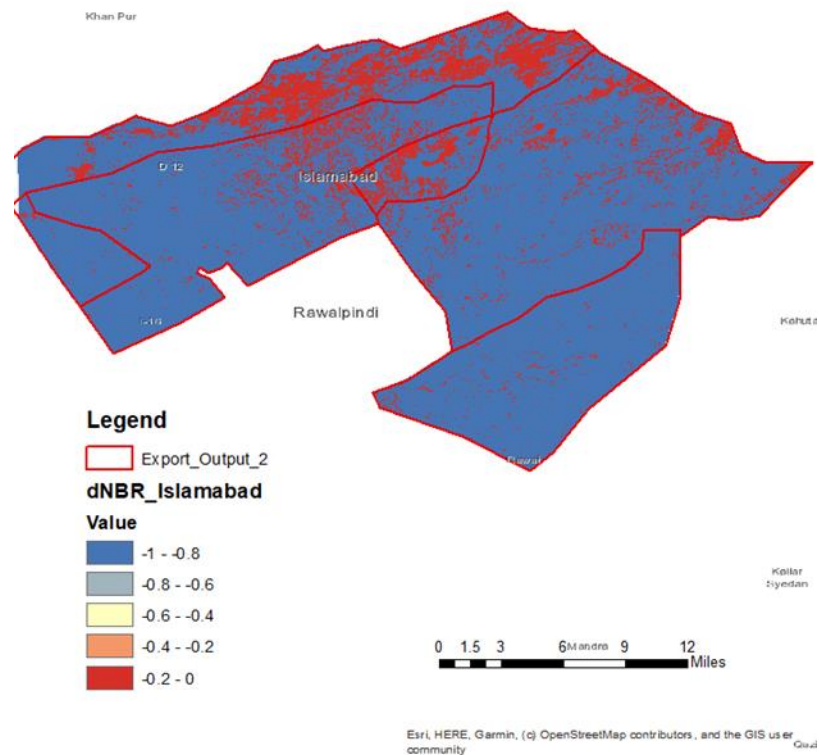 Khan Pur
D 12
Islamabad
Rawalpindi
Kahuta
Rawat
Legend
Export_Output_2
dNBR_Islamabad
Value
-1 - -0.8
-0.8 - -0.6
-0.6 - -0.4
-0.4 - -0.2
-0.2 - 0
Kallar
Syedan
0 1.5 3 6 Mandra 9 12
Miles
Esri, HERE, Garmin, (c) OpenStreetMap contributors, and the GIS user
community